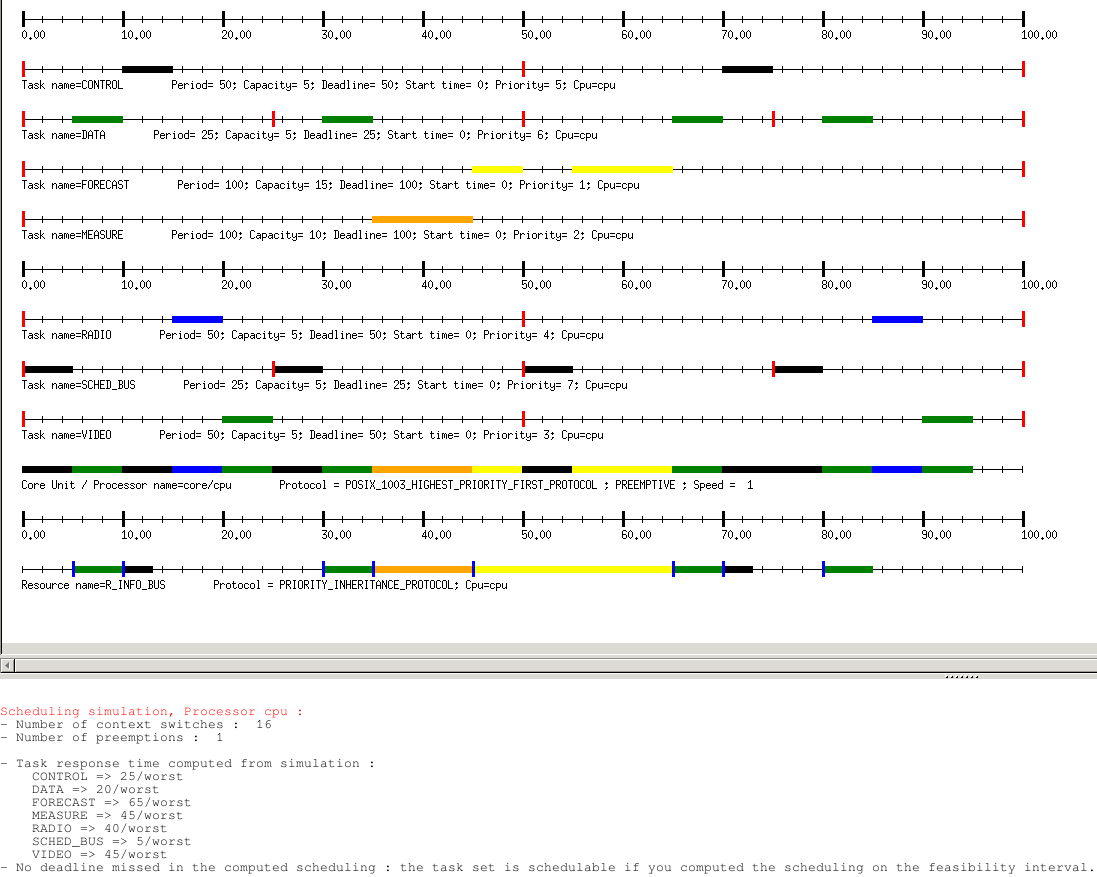 0.00 10.00 20.00 30.00 40.00 50.00 60.00 70.00 80.00 90.00 100.00
Task name=CONTROL Period= 50; Capacity= 5; Deadline= 50; Start time= 0; Priority= 5; Cpu=cpu
Task name=DATA Period= 25; Capacity= 5; Deadline= 25; Start time= 0; Priority= 6; Cpu=cpu
Task name=FORECAST Period= 100; Capacity= 15; Deadline= 100; Start time= 0; Priority= 1; Cpu=cpu
Task name=MEASURE Period= 100; Capacity= 10; Deadline= 100; Start time= 0; Priority= 2; Cpu=cpu
0.00 10.00 20.00 30.00 40.00 50.00 60.00 70.00 80.00 90.00 100.00
Task name=RADIO Period= 50; Capacity= 5; Deadline= 50; Start time= 0; Priority= 4; Cpu=cpu
Task name=SCHED_BUS Period= 25; Capacity= 5; Deadline= 25; Start time= 0; Priority= 7; Cpu=cpu
Task name=VIDEO Period= 50; Capacity= 5; Deadline= 50; Start time= 0; Priority= 3; Cpu=cpu
Core Unit / Processor name=core/cpu Protocol = POSIX_1003_HIGHEST_PRIORITY_FIRST_PROTOCOL ; PREEMPTIVE ; Speed = 1
0.00 10.00 20.00 30.00 40.00 50.00 60.00 70.00 80.00 90.00 100.00
Resource name=R_INFO_BUS Protocol = PRIORITY_INHERITANCE_PROTOCOL; Cpu=cpu
Scheduling simulation, Processor cpu :
- Number of context switches : 16
- Number of preemptions : 1
- Task response time computed from simulation :
CONTROL => 25/worst
DATA => 20/worst
FORECAST => 65/worst
MEASURE => 45/worst
RADIO => 40/worst
SCHED_BUS => 5/worst
VIDEO => 45/worst
- No deadline missed in the computed scheduling : the task set is schedulable if you computed the scheduling on the feasibility interval.